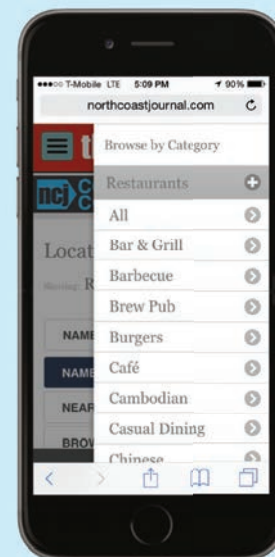 T-Mobile LTE 5:09 PM 90%
northcoastjournal.com
Browse by Category
ncj
Restaurants
All
Locat
Bar & Grill
Barbecue
Brew Pub
NAME
Burgers
NAME
Café
NEAR
Cambodian
BROW
Casual Dining
Chinese